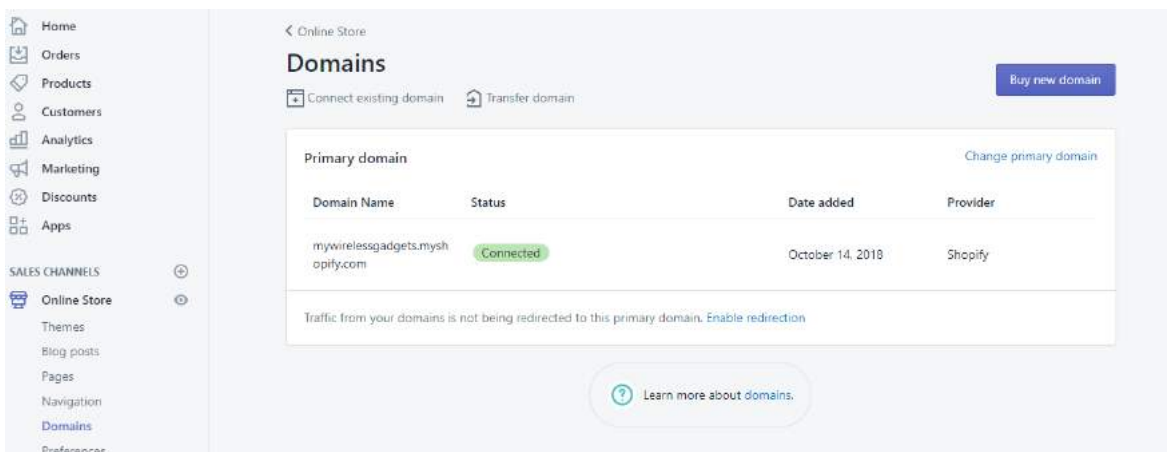 Home
Orders
Products
Customers
Analytics
Marketing
Discounts
Apps
SALES CHANNELS
Online Store
Themes
Blog posts
Pages
Navigation
Domains
Preferences
Online Store
Domains
Connect existing domain Transfer domain
Buy new domain
Primary domain Change primary domain
Domain Name Status Date added Provider
mywirelessgadgets.mysh
opify.com
Connected October 14, 2018 Shopify
Traffic from your domains is not being redirected to this primary domain. Enable redirection
Learn more about domains.